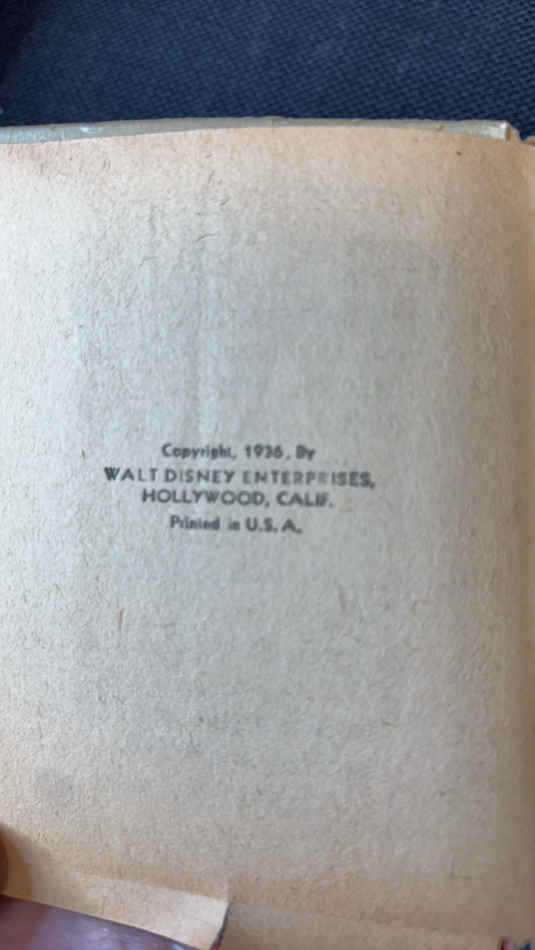 Copyright, 1936, By
WALT DISNEY ENTERPRISES,
HOLLYWOOD, CALIF.
Printed in U.S.A.